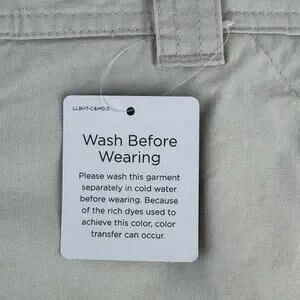 Wash Before
Wearing
Please wash this garment
separately in cold water
before wearing. Because
of the rich dyes used to
achieve this color, color
transfer can occur.